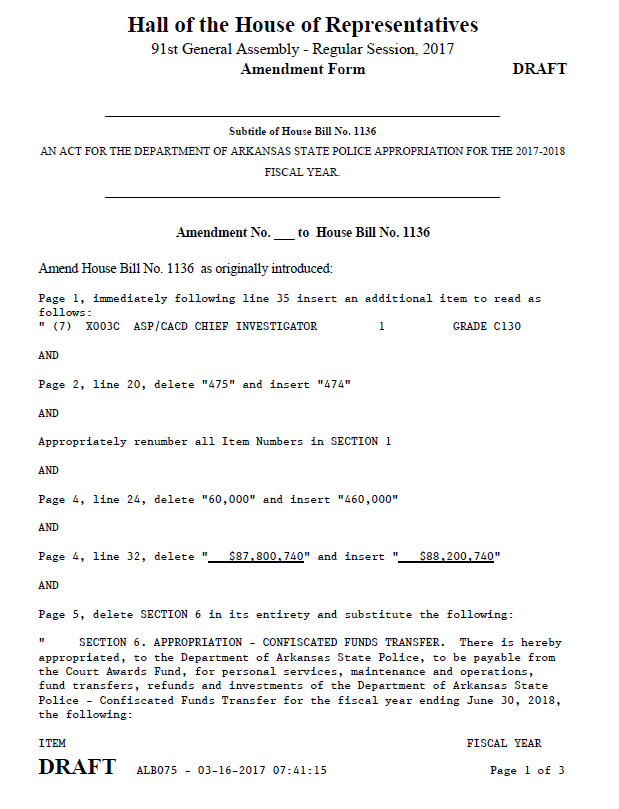 Hall of the House of Representatives
91st General Assembly - Regular Session, 2017
Amendment Form DRAFT
Subtitle of House Bill No. 1136
AN ACT FOR THE DEPARTMENT OF ARKANSAS STATE POLICE APPROPRIATION FOR THE 2017-2018
FISCAL YEAR.
Amendment No. ___ to House Bill No. 1136
Amend House Bill No. 1136 as originally introduced:
Page 1, immediately following line 35 insert an additional item to read as
follows:
" (7) X003C ASP/CACD CHIEF INVESTIGATOR 1 GRADE C130
AND
Page 2, line 20, delete "475" and insert "474"
AND
Appropriately renumber all Item Numbers in SECTION 1
AND
Page 4, line 24, delete "60,000" and insert "460,000"
AND
Page 4, line 32, delete " $87,800,740" and insert " $88,200,740"
AND
Page 5, delete SECTION 6 in its entirety and substitute the following:
" SECTION 6. APPROPRIATION - CONFISCATED FUNDS TRANSFER. There is hereby
appropriated, to the Department of Arkansas State Police, to be payable from
the Court Awards Fund, for personal services, maintenance and operations,
fund transfers, refunds and investments of the Department of Arkansas State
Police - Confiscated Funds Transfer for the fiscal year ending June 30, 2018,
the following:
ITEM FISCAL YEAR
DRAFT ALB075 - 03-16-2017 07:41:15 Page 1 of 3